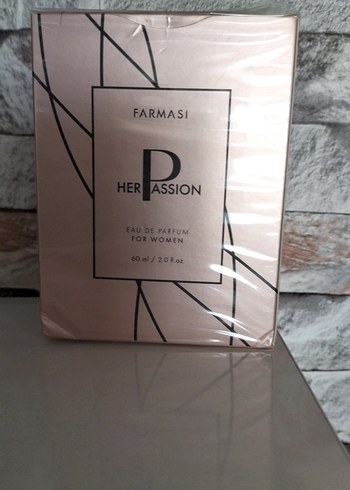 FARMASI
HER PASSION
EAU DE PARFUM
FOR WOMEN
60 ml / 2.0 fl.oz